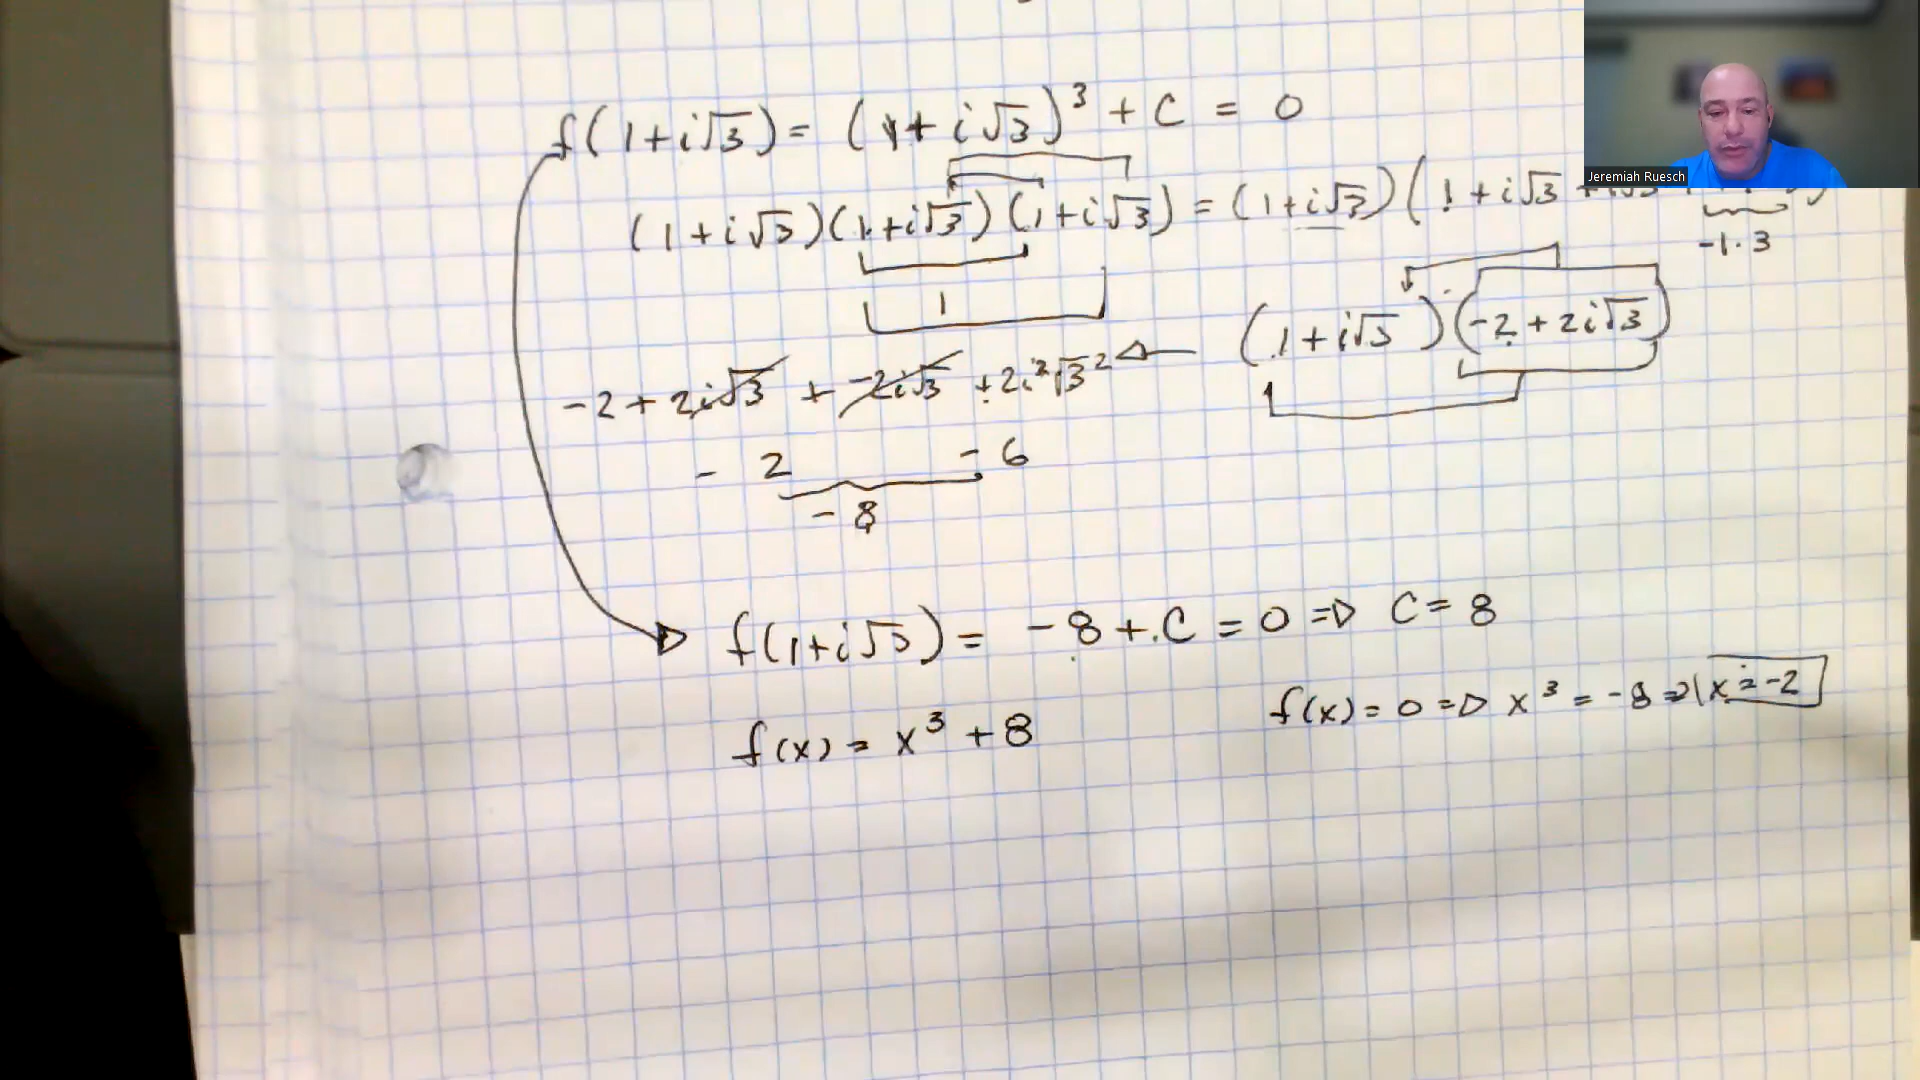 f(1+i√3) = (1+i√3)³ + C = 0
(1+i√3)(1+i√3)(1+i√3) = (1+i√3)(1+i√3+i√3
-1·3
1
(1+i√3)(-2+2i√3)
-2+2i√3 + -2i√3 +2i²√3²
-2 -6
-8
f(1+i√3) = -8+C = 0 ⇒ C = 8
f(x) = 0 ⇒ x³ = -8 ⇒ x = -2
f(x) = x³ + 8
Jeremiah Ruesch